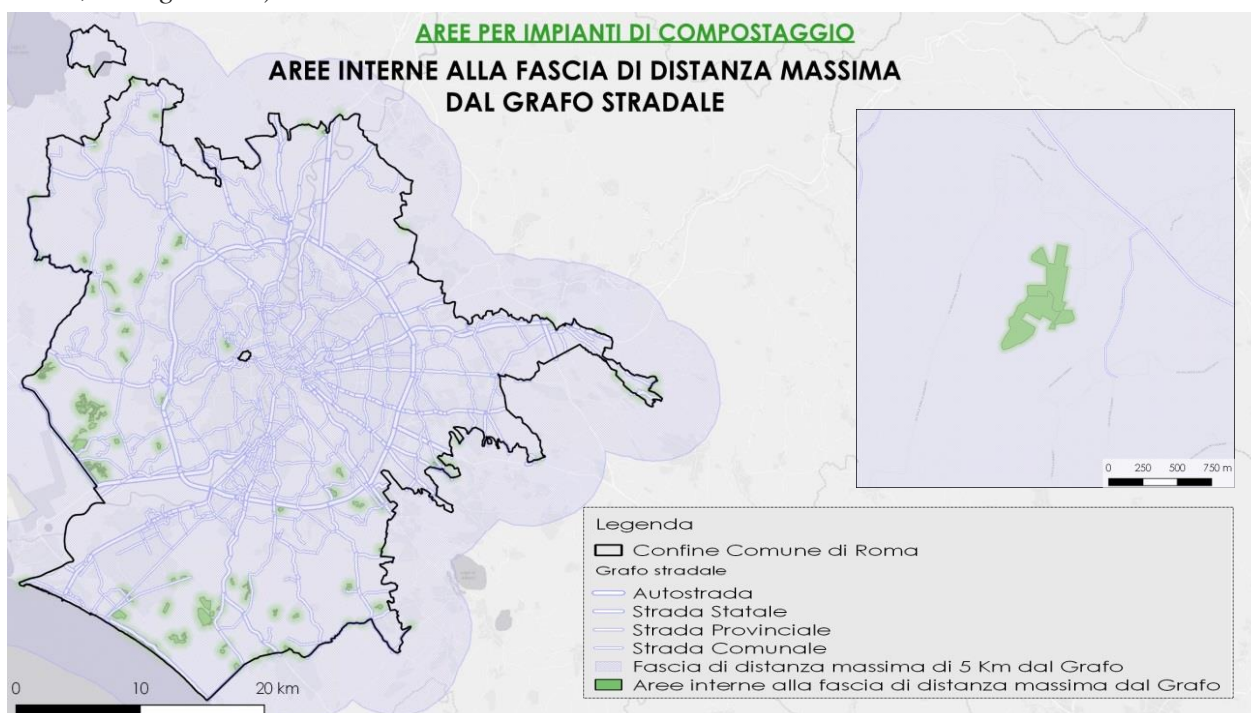 AREE PER IMPIANTI DI COMPOSTAGGIO
AREE INTERNE ALLA FASCIA DI DISTANZA MASSIMA
DAL GRAFO STRADALE
0 250 500 750 m
Legenda
Confine Comune di Roma
Grafo stradale
Autostrada
Strada Statale
Strada Provinciale
Strada Comunale
Fascia di distanza massima di 5 Km dal Grafo
Aree interne alla fascia di distanza massima dal Grafo
0 10 20 km